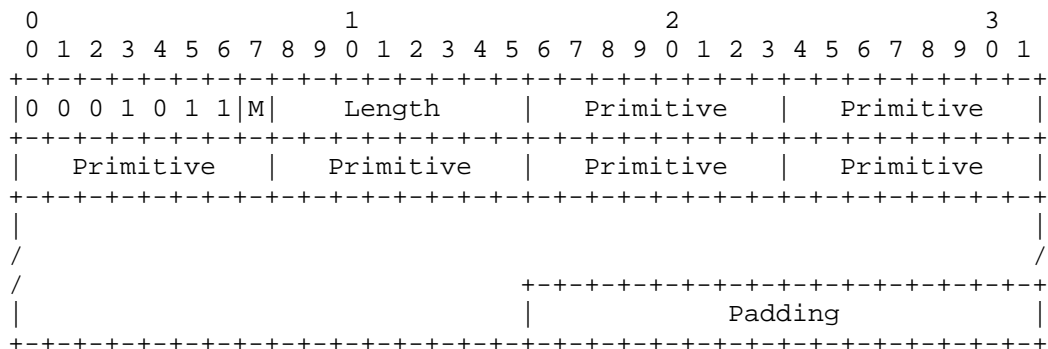 0                   1                   2                   3
 0 1 2 3 4 5 6 7 8 9 0 1 2 3 4 5 6 7 8 9 0 1 2 3 4 5 6 7 8 9 0 1
+-+-+-+-+-+-+-+-+-+-+-+-+-+-+-+-+-+-+-+-+-+-+-+-+-+-+-+-+-+-+-+-+
|0 0 0 1 0 1 1|M|    Length     |   Primitive   |   Primitive   |
+-+-+-+-+-+-+-+-+-+-+-+-+-+-+-+-+-+-+-+-+-+-+-+-+-+-+-+-+-+-+-+-+
|   Primitive   |   Primitive   |   Primitive   |   Primitive   |
+-+-+-+-+-+-+-+-+-+-+-+-+-+-+-+-+-+-+-+-+-+-+-+-+-+-+-+-+-+-+-+-+
|                                                               |
/                                                               /
/                               +-+-+-+-+-+-+-+-+-+-+-+-+-+-+-+-+
|                               |            Padding            |
+-+-+-+-+-+-+-+-+-+-+-+-+-+-+-+-+-+-+-+-+-+-+-+-+-+-+-+-+-+-+-+-+